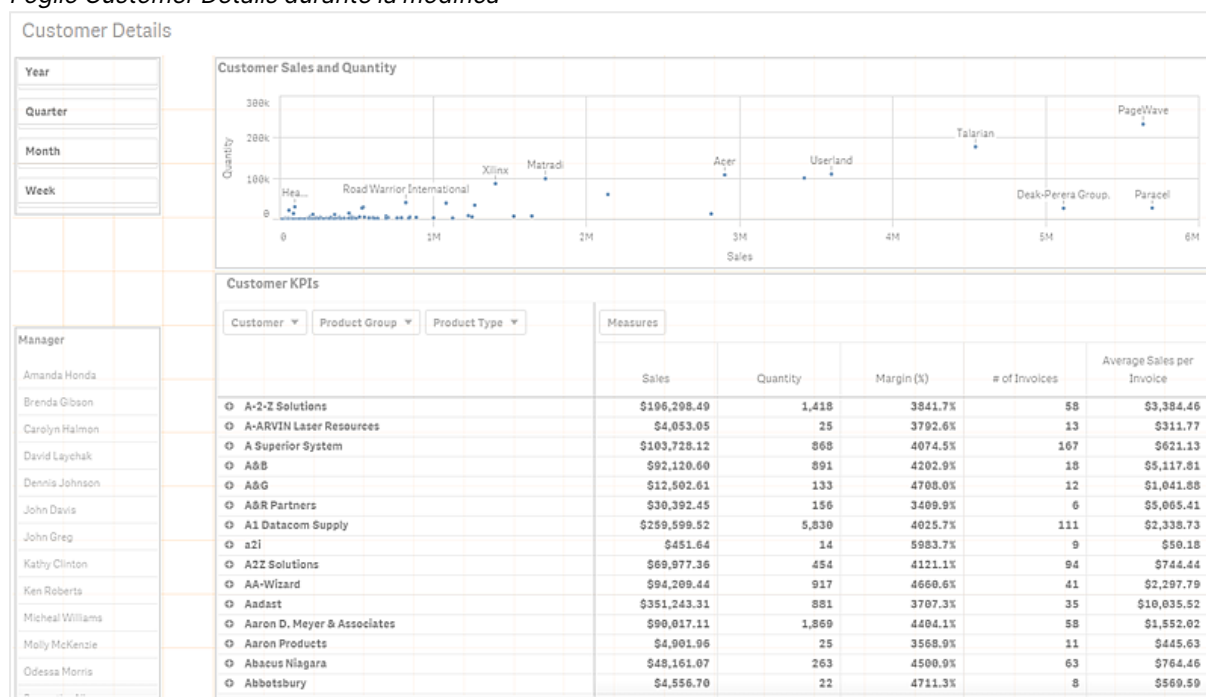 Foglio Customer Details durante la modifica
Customer Details
Year
Quarter
Month
Week
Customer Sales and Quantity
300k
200k
100k
0
Quantity
PageWave
Talarian
Acer
Userland
Xilinx
Matradi
Hea...
Road Warrior International
Deak-Perera Group.
Paracel
0 1M 2M 3M 4M 5M 6M
Sales
Customer KPIs
Customer Product Group Product Type Measures
Sales Quantity Margin (%) # of Invoices Average Sales per Invoice
A-2-Z Solutions $196,298.49 1,418 3841.7% 58 $3,384.46
A-ARVIN Laser Resources $4,053.05 25 3792.6% 13 $311.77
A Superior System $103,728.12 868 4074.5% 167 $621.13
A&B $92,120.60 891 4202.9% 18 $5,117.81
A&G $12,502.61 133 4708.0% 12 $1,041.88
A&R Partners $30,392.45 156 3409.9% 6 $5,065.41
A1 Datacom Supply $259,599.52 5,830 4025.7% 111 $2,338.73
a2i $451.64 14 5983.7% 9 $50.18
A2Z Solutions $69,977.36 454 4121.1% 94 $744.44
AA-Wizard $94,209.44 917 4660.6% 41 $2,297.79
Aadast $351,243.31 881 3707.3% 35 $10,035.52
Aaron D. Meyer & Associates $90,017.11 1,869 4404.1% 58 $1,552.02
Aaron Products $4,901.96 25 3568.9% 11 $445.63
Abacus Niagara $48,161.07 263 4500.9% 63 $764.46
Abbotsbury $4,556.70 22 4711.3% 8 $569.59
Manager
Amanda Honda
Brenda Gibson
Carolyn Halmon
David Laychak
Dennis Johnson
John Davis
John Greg
Kathy Clinton
Ken Roberts
Micheal Williams
Molly McKenzie
Odessa Morris